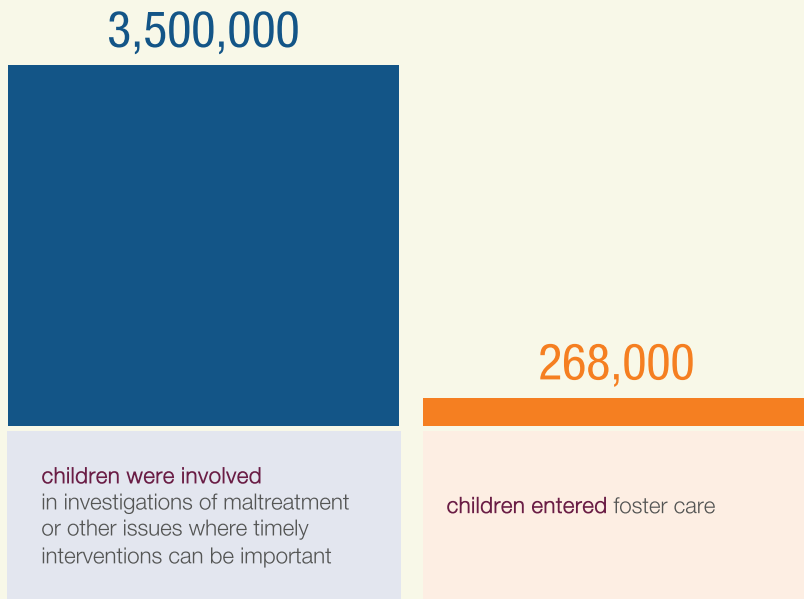 3,500,000
268,000
children were involved
in investigations of maltreatment
or other issues where timely
interventions can be important
children entered foster care